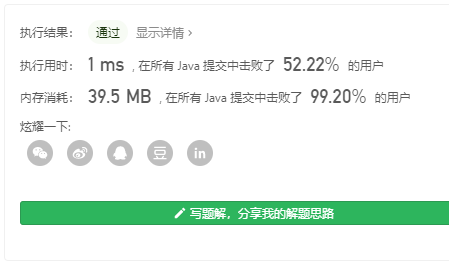 执行结果： 通过 显示详情 ›
执行用时： 1 ms , 在所有 Java 提交中击败了 52.22% 的用户
内存消耗： 39.5 MB , 在所有 Java 提交中击败了 99.20% 的用户
炫耀一下:
豆 in
写题解，分享我的解题思路